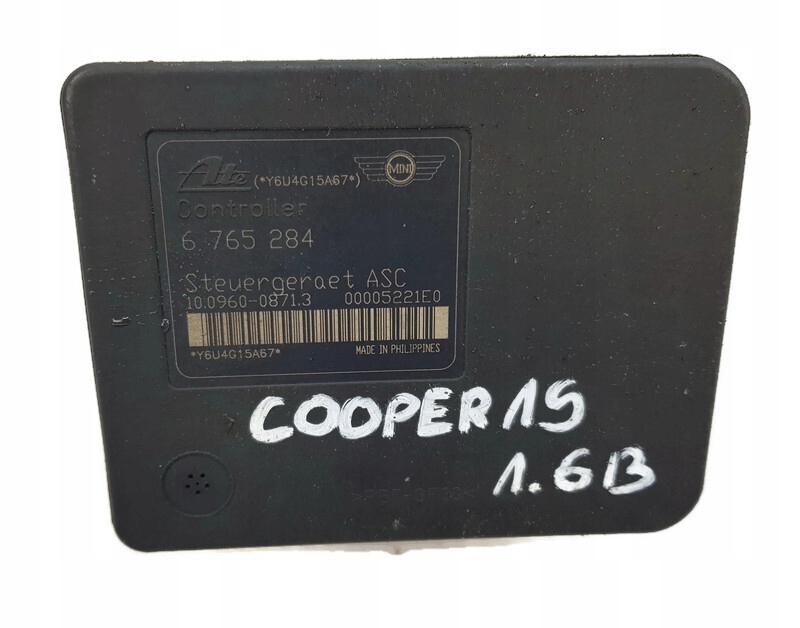 Ate (*Y6U4G15A67*) MINI
Controller
6 765 284
Steuergeraet ASC
10.0960-0871.3 00005221E0
*Y6U4G15A67* MADE IN PHILIPPINES
COOPER 1S
1.6B